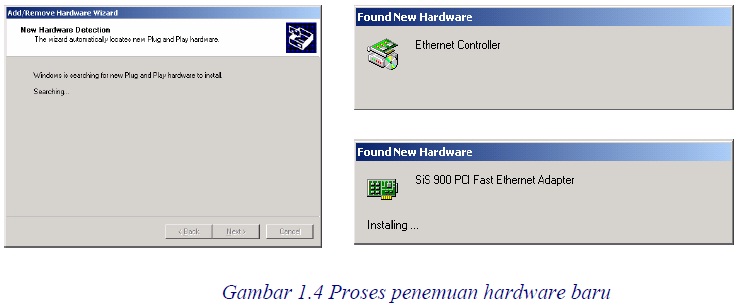 Add/Remove Hardware Wizard
New Hardware Detection
The wizard automatically locates new Plug and Play hardware.
Windows is searching for new Plug and Play hardware to install.
Searching...
< Back
Next >
Cancel
Found New Hardware
Ethernet Controller
Found New Hardware
SiS 900 PCI Fast Ethernet Adapter
Instaling ...
Gambar 1.4 Proses penemuan hardware baru